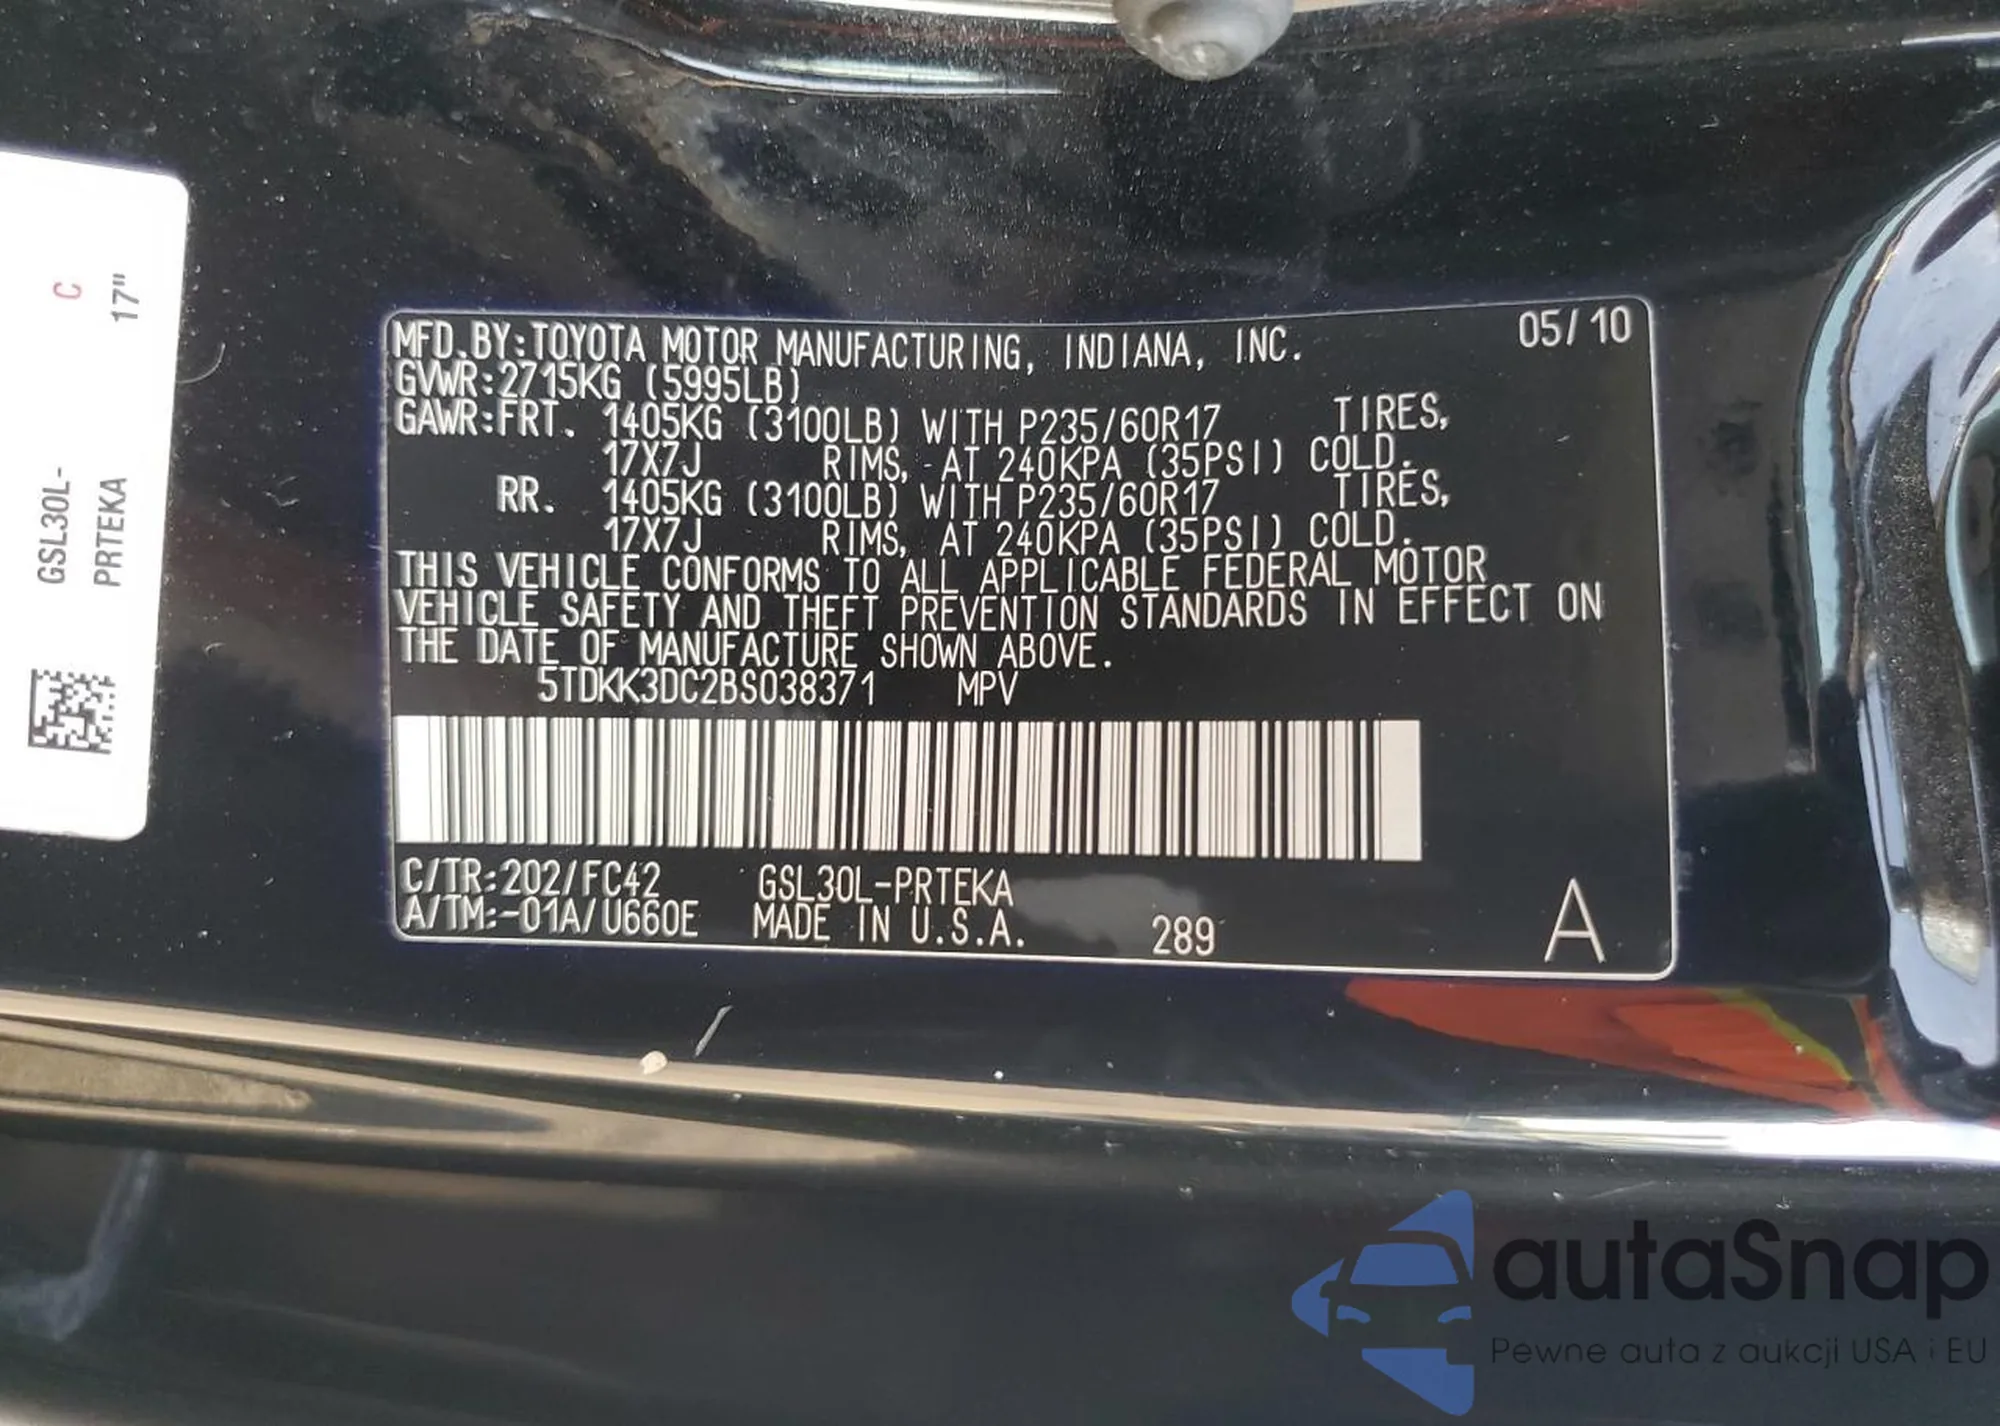 C
17"
GSL30L-
PRTEKA
MFD.BY:TOYOTA MOTOR MANUFACTURING, INDIANA, INC. 05/10
GVWR:2715KG (5995LB)
GAWR:FRT. 1405KG (3100LB) WITH P235/60R17 TIRES,
17X7J RIMS, AT 240KPA (35PSI) COLD.
RR. 1405KG (3100LB) WITH P235/60R17 TIRES,
17X7J RIMS, AT 240KPA (35PSI) COLD.
THIS VEHICLE CONFORMS TO ALL APPLICABLE FEDERAL MOTOR
VEHICLE SAFETY AND THEFT PREVENTION STANDARDS IN EFFECT ON
THE DATE OF MANUFACTURE SHOWN ABOVE.
5TDKK3DC2BS038371 MPV
C/TR:202/FC42 GSL30L-PRTEKA
A/TM:-01A/U660E MADE IN U.S.A. 289 A
autaSnap
Pewne auta z aukcji USA i EU